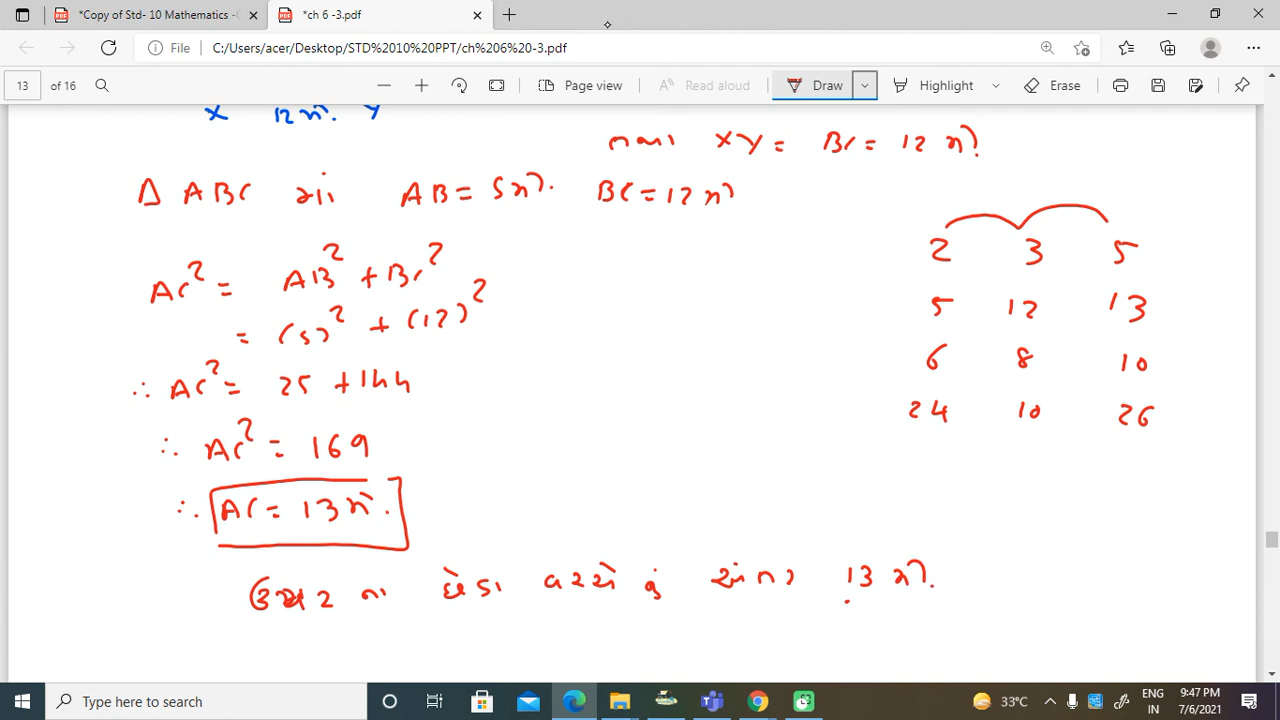 *Copy of Std- 10 Mathematics -
*ch 6 -3.pdf
File C:/Users/acer/Desktop/STD%2010%20PPT/ch%206%20-3.pdf
13 of 16 Page view Read aloud Draw Highlight Erase
X 12 મી. Y
XY = BC = 12 મી.
Δ ABC માં AB = 5 મી. BC = 12 મી
2 3 5
AC² = AB² + BC²
5 12 13
= (5)² + (12)²
6 8 10
∴ AC² = 25 + 144
24 10 26
∴ AC² = 169
∴ AC = 13 મી.
13 મી.
Type here to search
33°C
ENG
IN
9:47 PM
7/6/2021